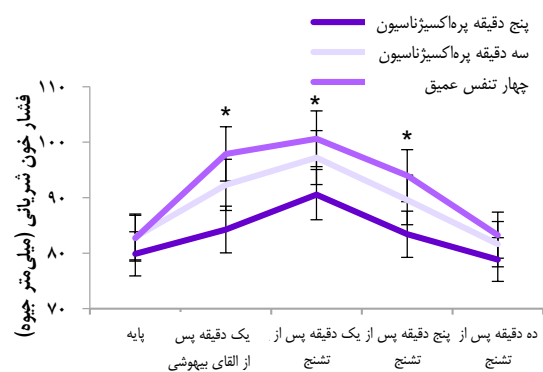 پنج دقیقه پره‌اکسیژناسیون
سه دقیقه پره‌اکسیژناسیون
چهار تنفس عمیق
فشار خون شریانی (میلی‌متر جیوه)
۱۱۰
۱۰۰
۹۰
۸۰
۷۰
* * *
پایه
یک دقیقه پس
از القای بیهوشی
یک دقیقه پس از
تشنج
پنج دقیقه پس از
تشنج
ده دقیقه پس از
تشنج